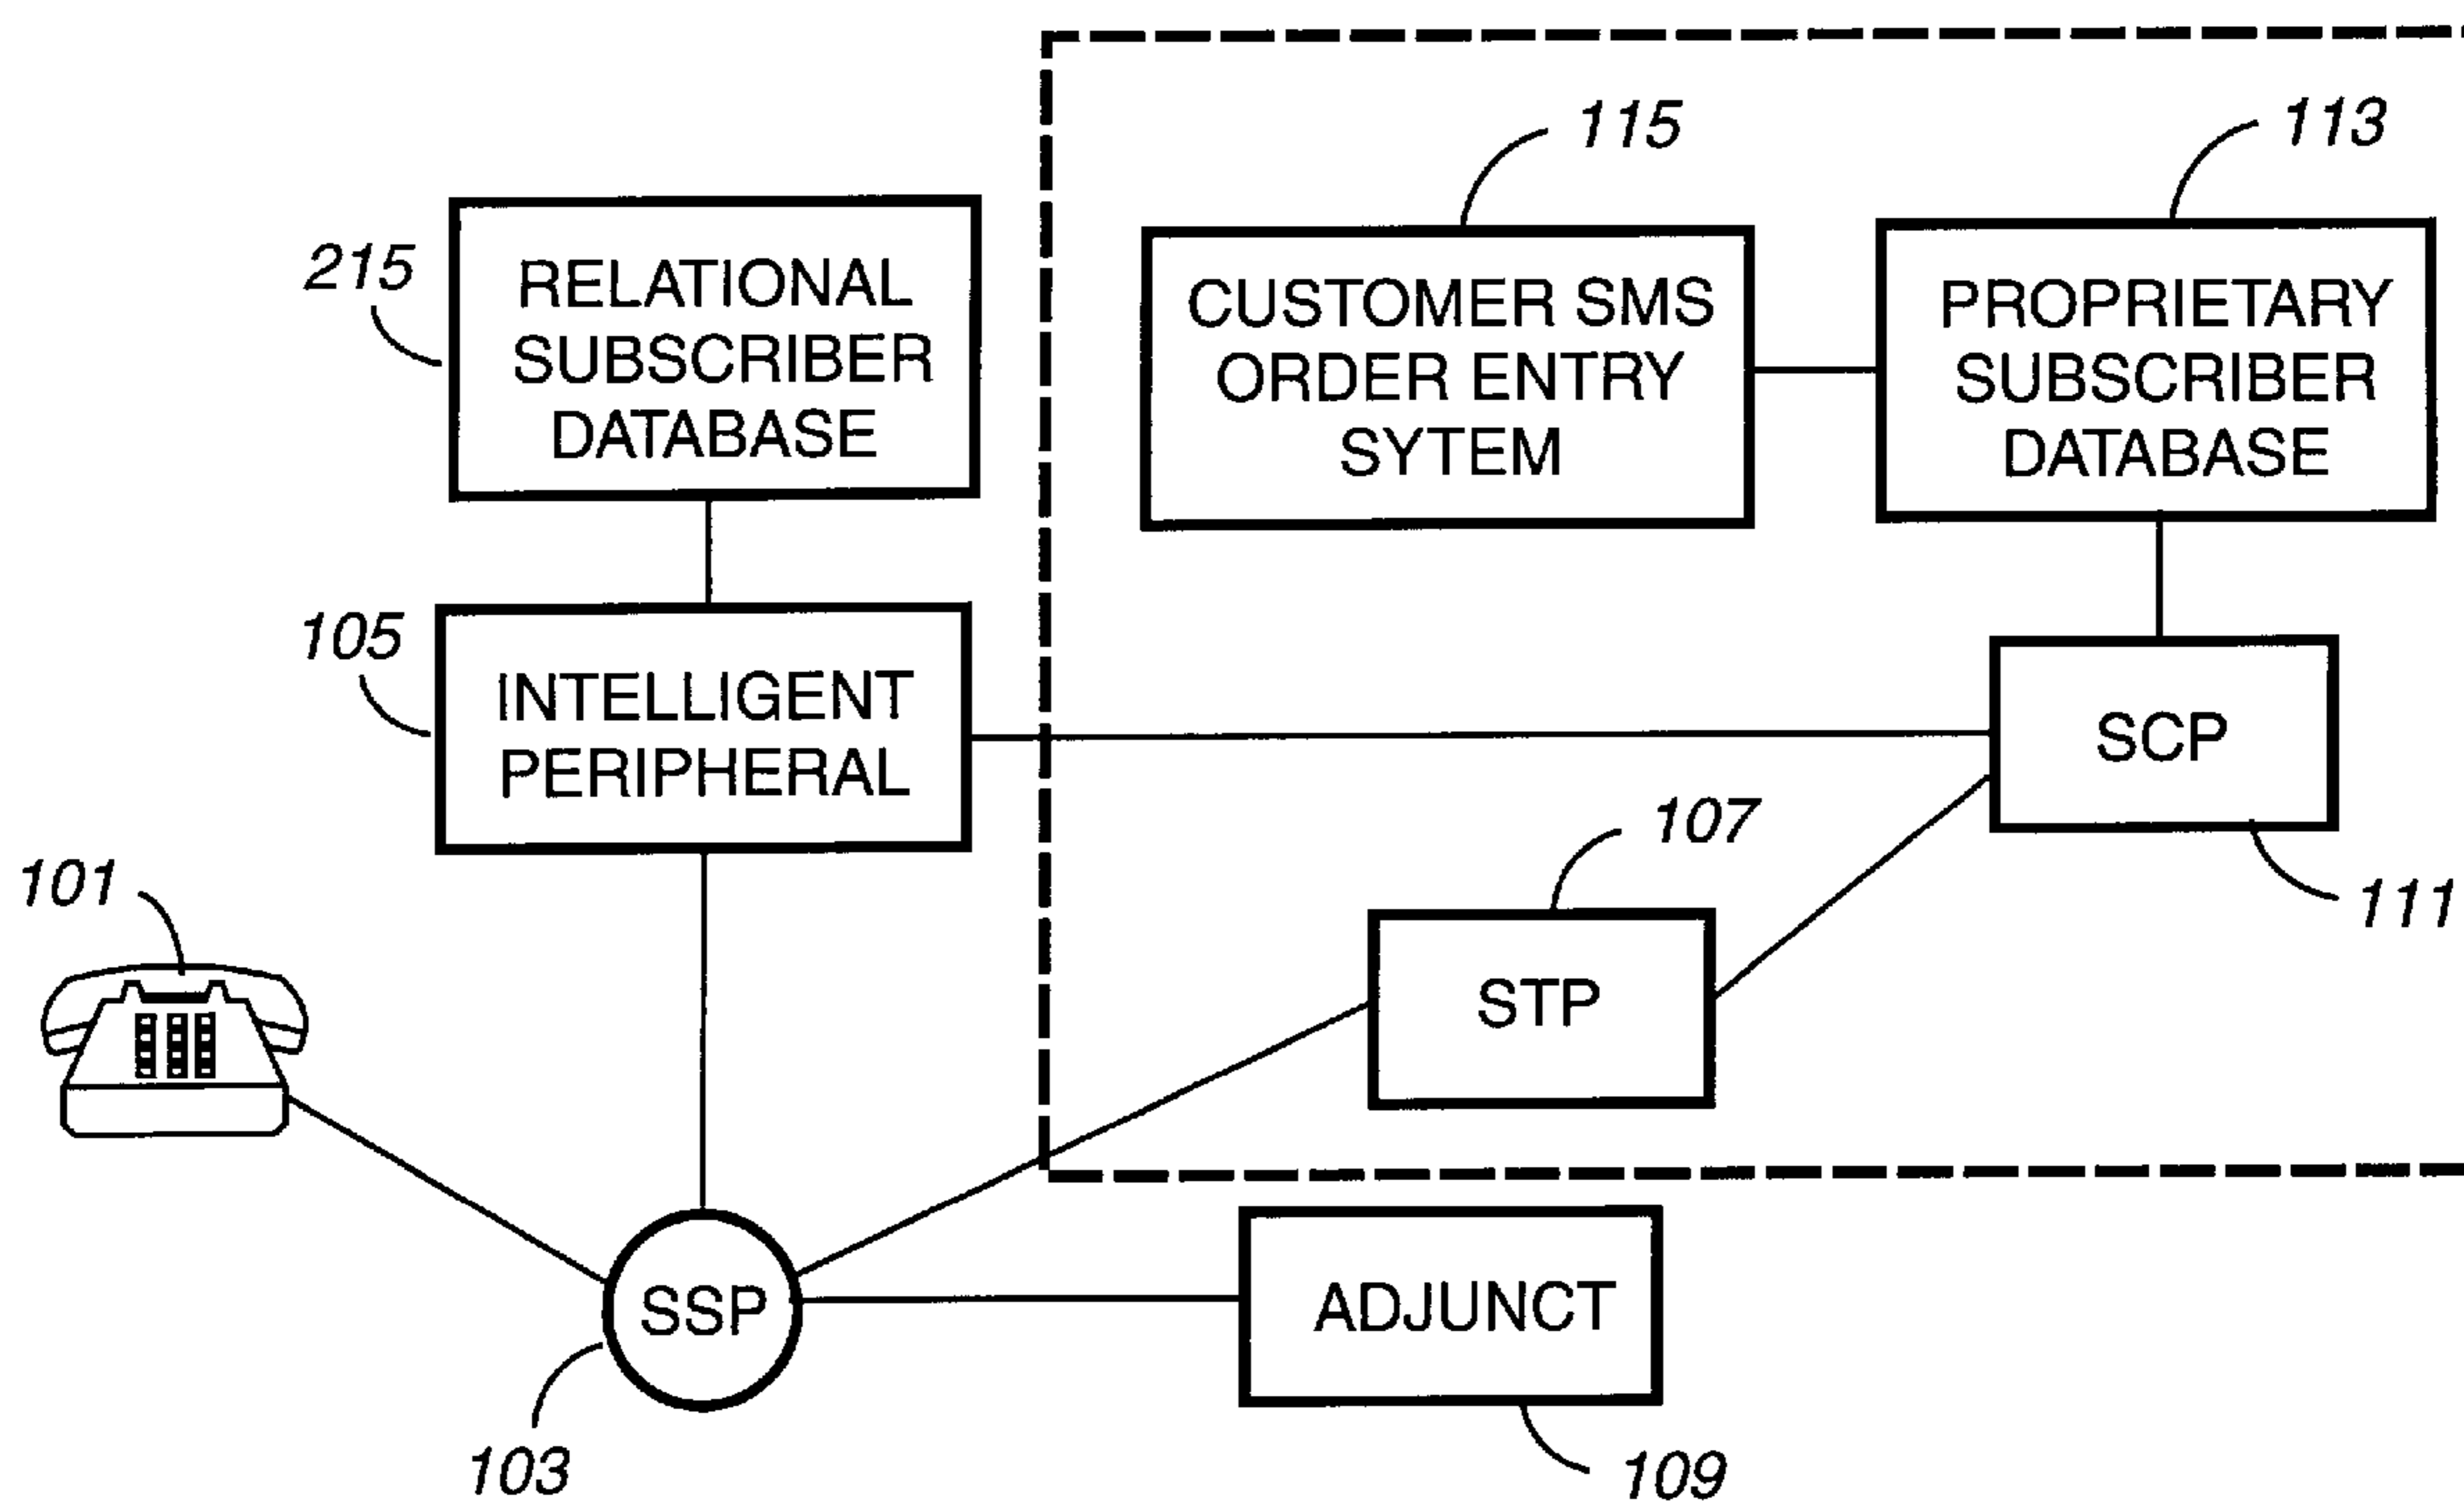 115
113
215
RELATIONAL
SUBSCRIBER
DATABASE
CUSTOMER SMS
ORDER ENTRY
SYTEM
PROPRIETARY
SUBSCRIBER
DATABASE
105
INTELLIGENT
PERIPHERAL
SCP
107
111
101
STP
SSP
ADJUNCT
103
109